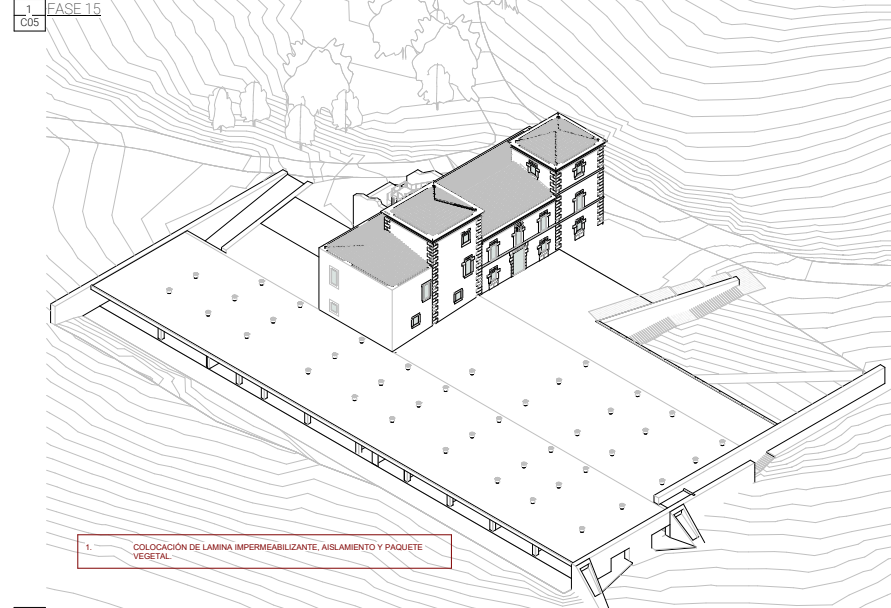 1 FASE 15
C05
1. COLOCACIÓN DE LAMINA IMPERMEABILIZANTE, AISLAMIENTO Y PAQUETE
VEGETAL.